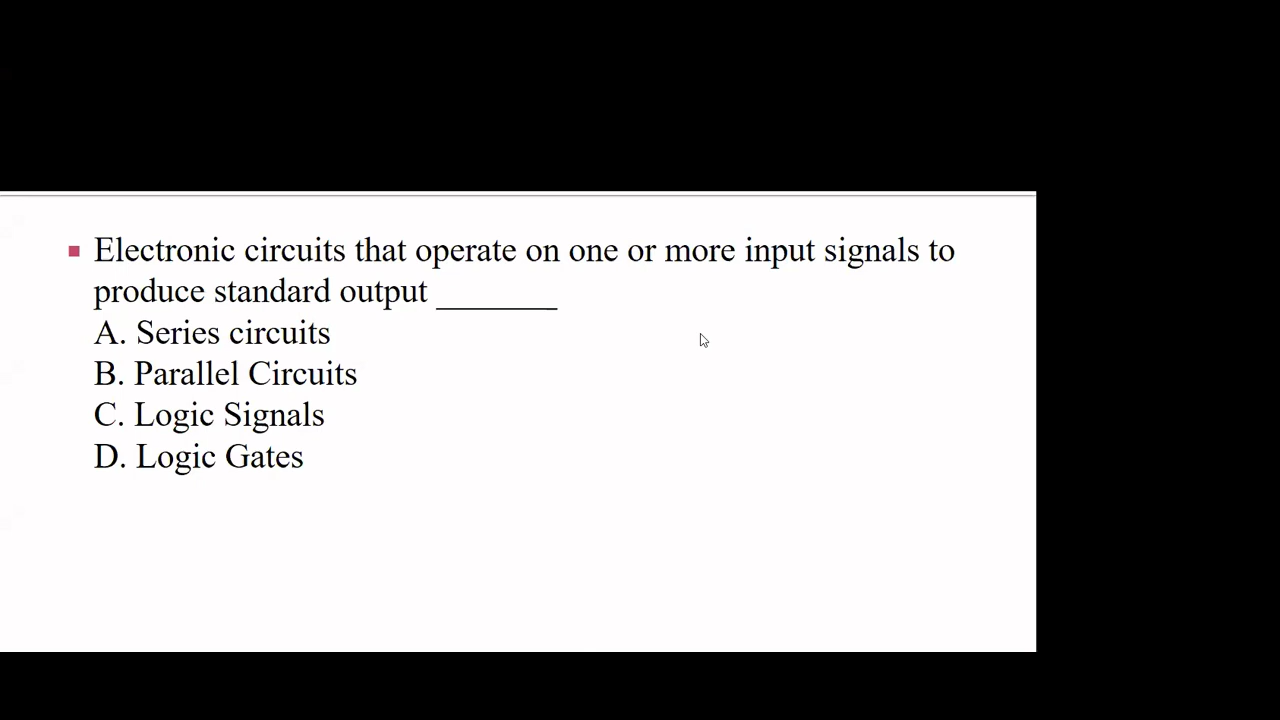 Electronic circuits that operate on one or more input signals to
produce standard output _______
A. Series circuits
B. Parallel Circuits
C. Logic Signals
D. Logic Gates